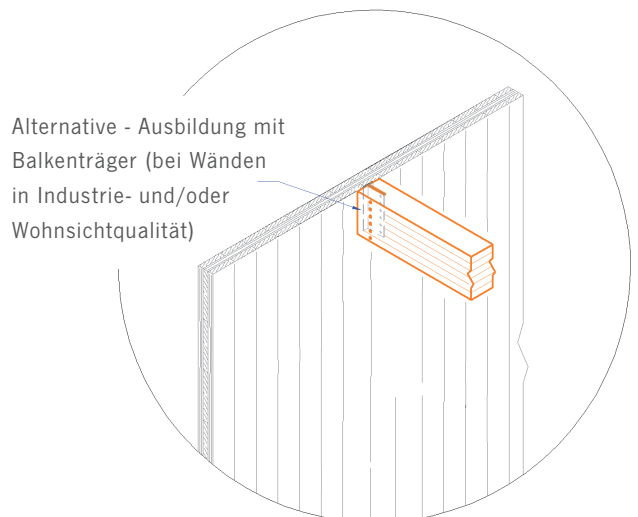 Alternative - Ausbildung mit
Balkenträger (bei Wänden
in Industrie- und/oder
Wohnsichtqualität)